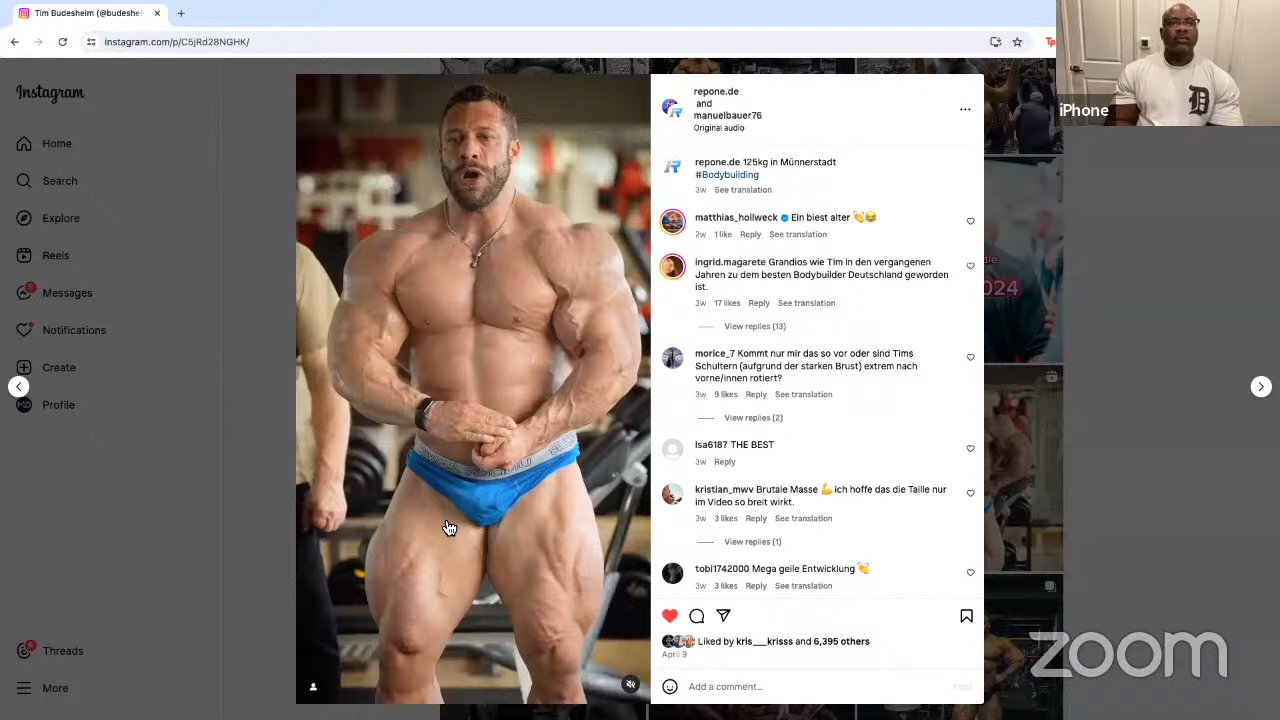 Tim Budesheim (@budeshei
instagram.com/p/C5jRd28NGHK/
iPhone
Instagram
Home
Search
Explore
Reels
8
Messages
Notifications
Create
Profile
6
Threads
More
repone.de
and
manuelbauer76
Original audio
repone.de 125kg in Münnerstadt
#Bodybuilding
3w See translation
matthias_hollweck Ein biest alter 👏😂
2w 1 like Reply See translation
ingrid.magarete Grandios wie Tim in den vergangenen
Jahren zu dem besten Bodybuilder Deutschland geworden
ist.
3w 17 likes Reply See translation
View replies (13)
morice_7 Kommt nur mir das so vor oder sind Tims
Schultern (aufgrund der starken Brust) extrem nach
vorne/innen rotiert?
3w 9 likes Reply See translation
View replies (2)
lsa6187 THE BEST
3w Reply
kristian_mwv Brutale Masse 💪ich hoffe das die Taille nur
im Video so breit wirkt.
3w 3 likes Reply See translation
View replies (1)
tobi1742000 Mega geile Entwicklung 👏
3w 3 likes Reply See translation
Liked by kris___krisss and 6,395 others
April 9
Add a comment...
Post
D
024
zoom